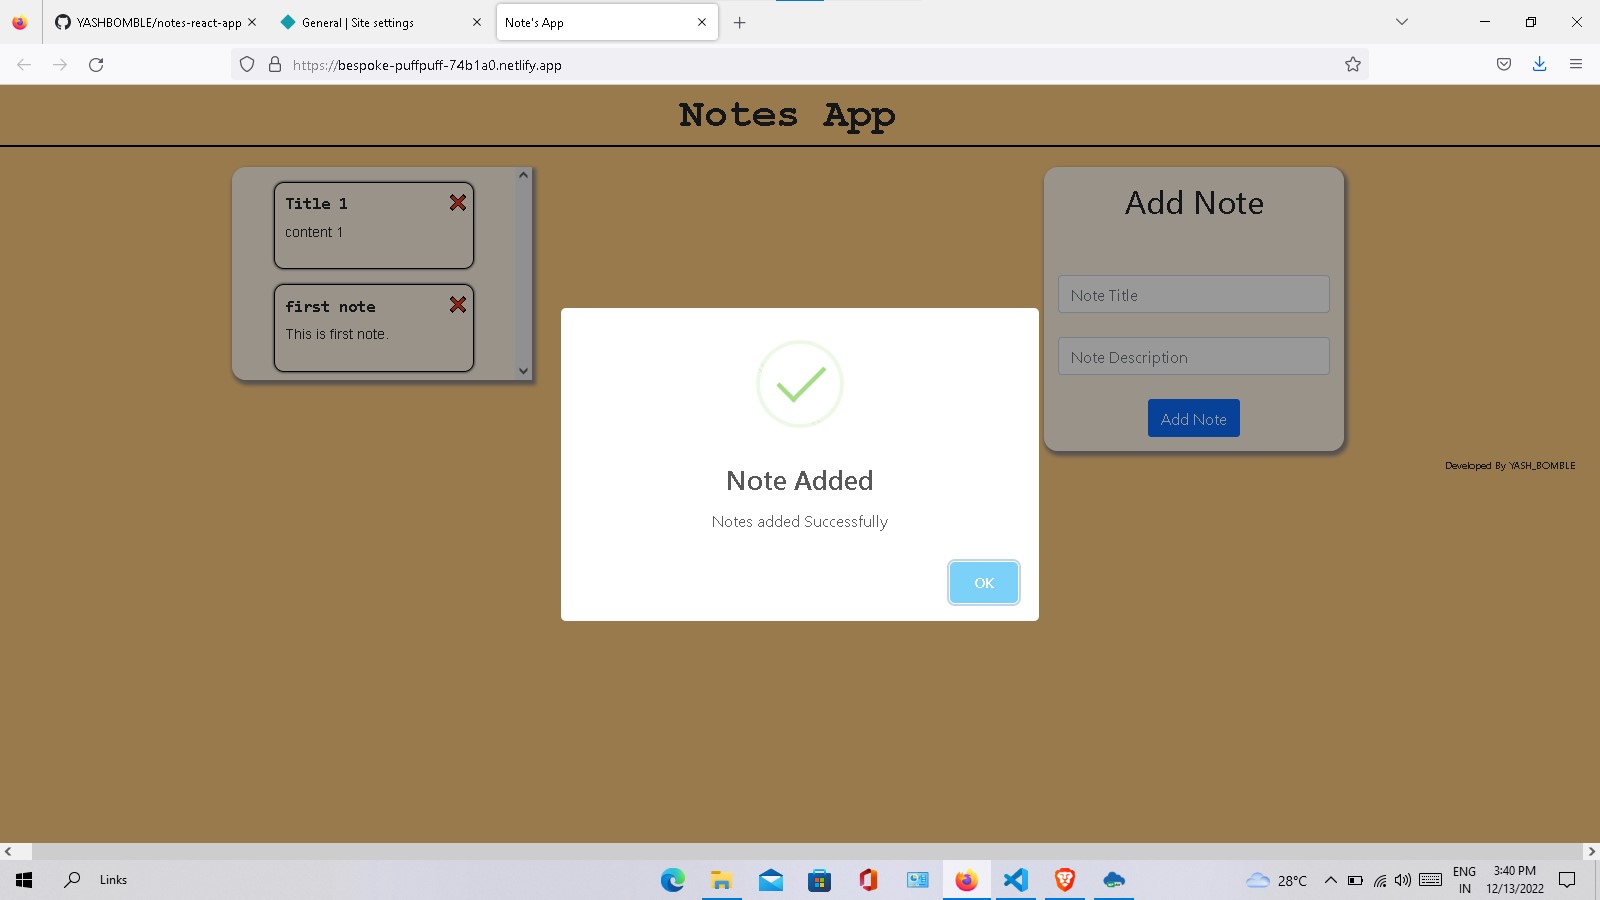 YASHBOMBLE/notes-react-app
General | Site settings
Note's App
https://bespoke-puffpuff-74b1a0.netlify.app
Notes App
Title 1
content 1
first note
This is first note.
Add Note
Note Title
Note Description
Add Note
Developed By YASH_BOMBLE
Note Added
Notes added Successfully
OK
Links
28°C
ENG
IN
3:40 PM
12/13/2022